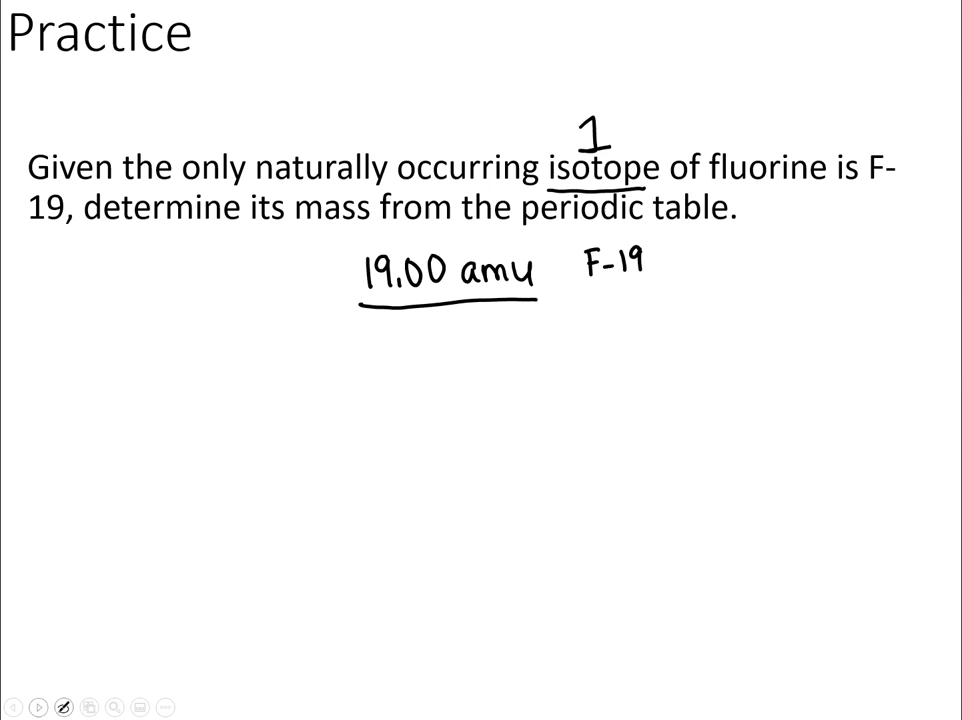 Practice
1
Given the only naturally occurring isotope of fluorine is F-
19, determine its mass from the periodic table.
19.00 amu F-19